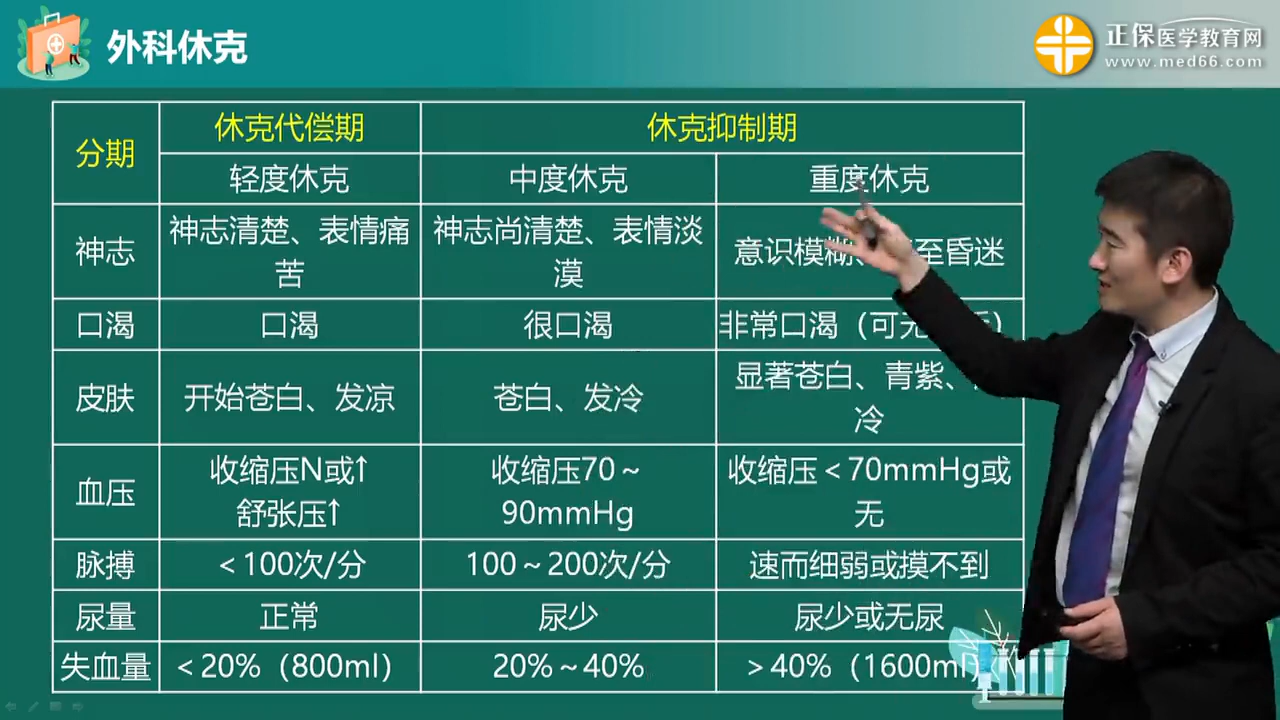 外科休克
正保医学教育网
www.med66.com
分期
休克代偿期
休克抑制期
轻度休克
中度休克
重度休克
神志
神志清楚、表情痛
苦
神志尚清楚、表情淡
漠
意识模糊、 至昏迷
口渴
口渴
很口渴
非常口渴（可无 ）
皮肤
开始苍白、发凉
苍白、发冷
显著苍白、青紫、
冷
血压
收缩压N或↑
舒张压↑
收缩压70～
90mmHg
收缩压＜70mmHg或
无
脉搏
＜100次/分
100～200次/分
速而细弱或摸不到
尿量
正常
尿少
尿少或无尿
失血量
＜20%（800ml）
20%～40%
＞40%（1600ml）